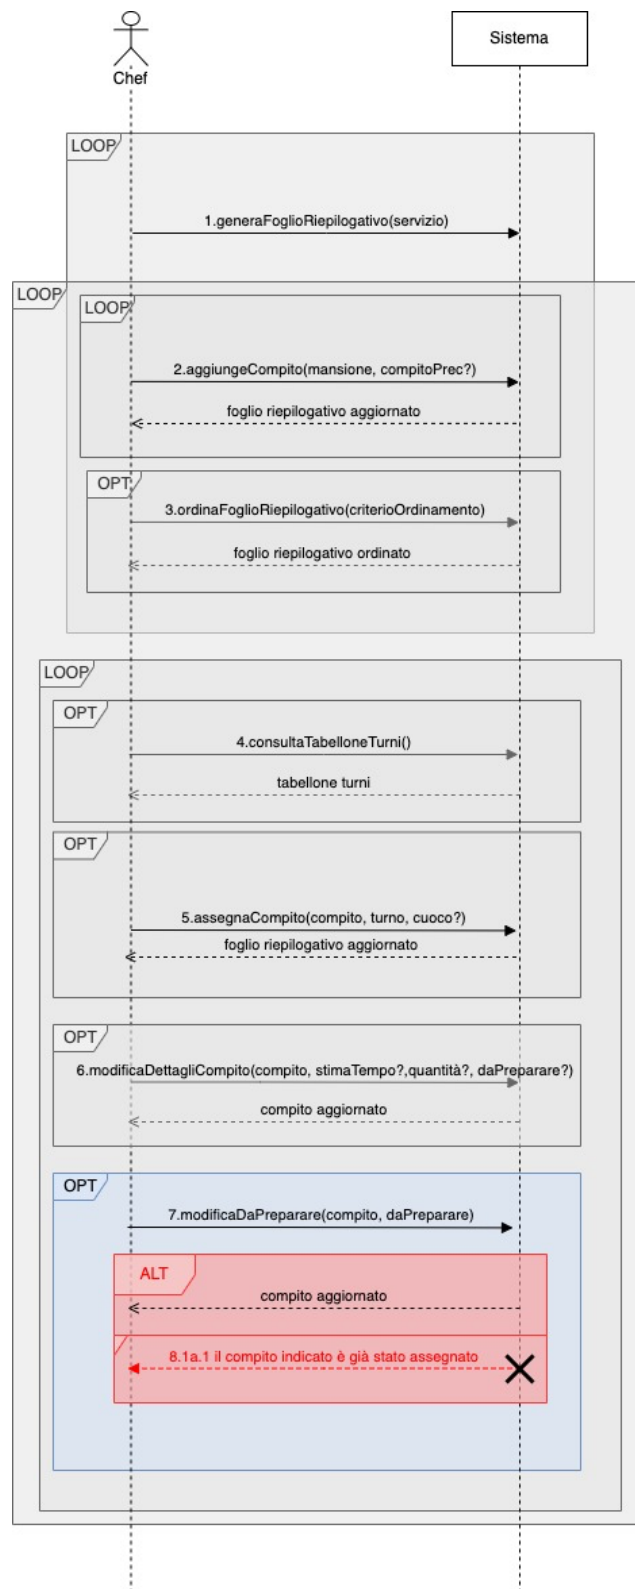 Sistema
Chef
LOOP
1.generaFoglioRiepilogativo(servizio)
LOOP
LOOP
2.aggiungeCompito(mansione, compitoPrec?)
foglio riepilogativo aggiornato
OPT
3.ordinaFoglioRiepilogativo(criterioOrdinamento)
foglio riepilogativo ordinato
LOOP
OPT
4.consultaTabelloneTurni()
tabellone turni
OPT
5.assegnaCompito(compito, turno, cuoco?)
foglio riepilogativo aggiornato
OPT
6.modificaDettagliCompito(compito, stimaTempo?,quantità?, daPreparare?)
compito aggiornato
OPT
7.modificaDaPreparare(compito, daPreparare)
ALT
compito aggiornato
8.1a.1 il compito indicato è già stato assegnato